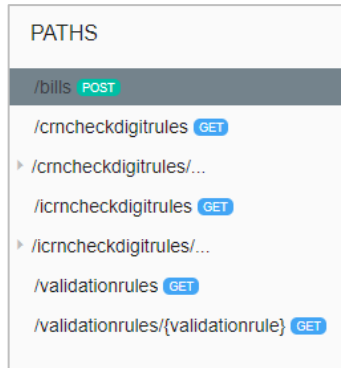 PATHS
/bills POST
/crncheckdigitrules GET
/crncheckdigitrules/...
/icrncheckdigitrules GET
/icrncheckdigitrules/...
/validationrules GET
/validationrules/{validationrule} GET